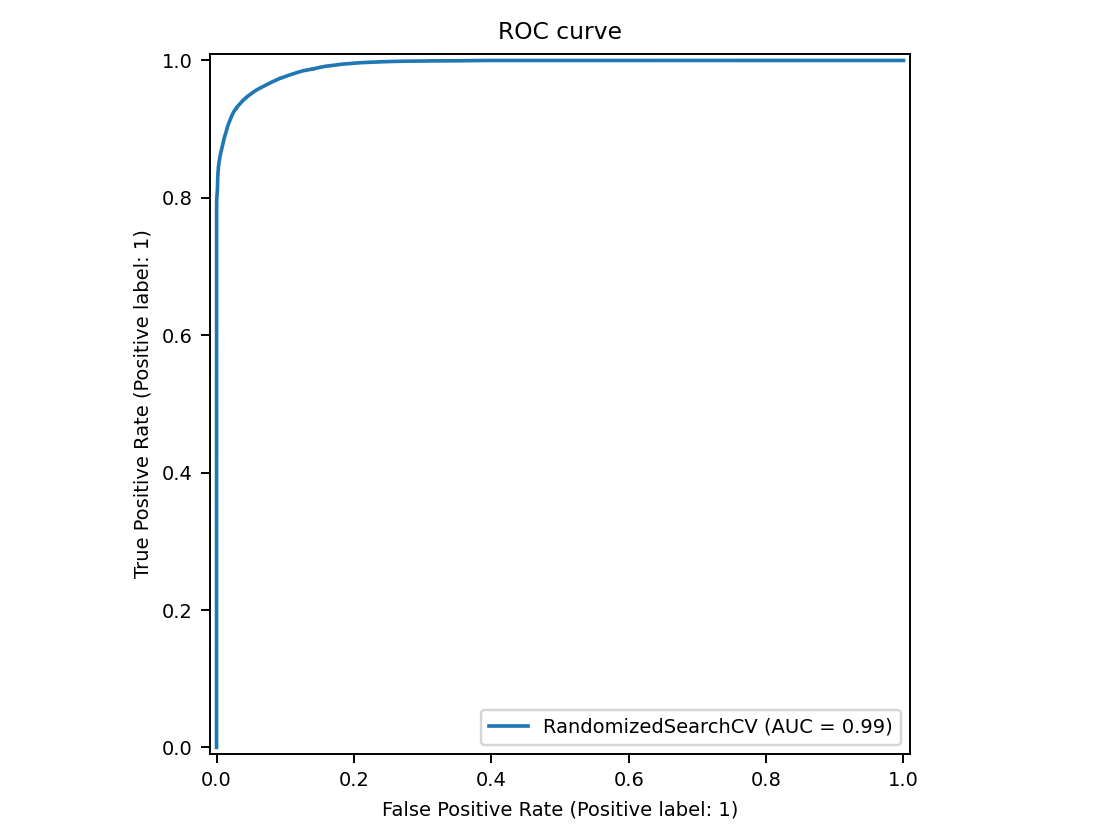 ROC curve
True Positive Rate (Positive label: 1)
1.0
0.8
0.6
0.4
0.2
0.0
RandomizedSearchCV (AUC = 0.99)
0.0 0.2 0.4 0.6 0.8 1.0
False Positive Rate (Positive label: 1)